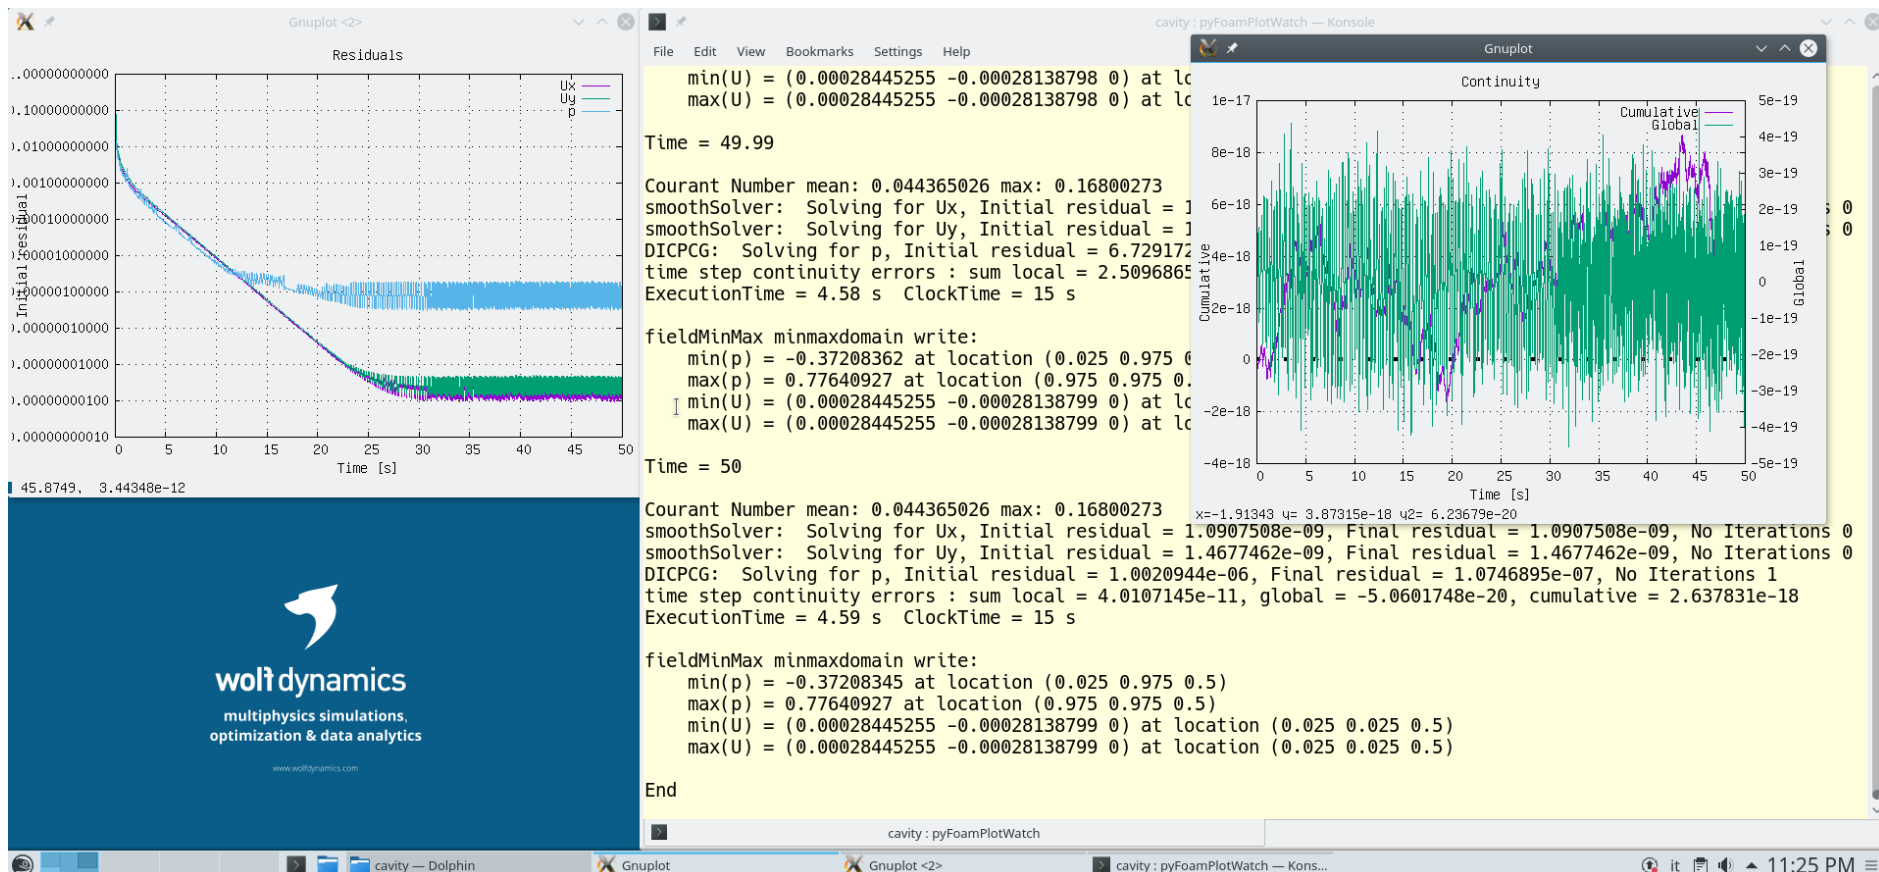 Gnuplot <2>
Residuals
.00000000000
0.10000000000
0.01000000000
0.00100000000
00010000000
00001000000
00000100000
0.00000010000
0.00000001000
0.00000000100
0.00000000010
Initial residual
Ux
Uy
p
0 5 10 15 20 25 30 35 40 45 50
Time [s]
45.8749, 3.44348e-12
wolf dynamics
multiphysics simulations,
optimization & data analytics
www.wolfdynamics.com
cavity : pyFoamPlotWatch — Konsole
File Edit View Bookmarks Settings Help
min(U) = (0.00028445255 -0.00028138798 0) at lo
max(U) = (0.00028445255 -0.00028138798 0) at lo
Time = 49.99
Courant Number mean: 0.044365026 max: 0.16800273
smoothSolver: Solving for Ux, Initial residual = 1 s 0
smoothSolver: Solving for Uy, Initial residual = 1 s 0
DICPCG: Solving for p, Initial residual = 6.729172
time step continuity errors : sum local = 2.5096865
ExecutionTime = 4.58 s ClockTime = 15 s
fieldMinMax minmaxdomain write:
min(p) = -0.37208362 at location (0.025 0.975 0
max(p) = 0.77640927 at location (0.975 0.975 0.
min(U) = (0.00028445255 -0.00028138799 0) at lo
max(U) = (0.00028445255 -0.00028138799 0) at lo
Time = 50
Courant Number mean: 0.044365026 max: 0.16800273
smoothSolver: Solving for Ux, Initial residual = 1.0907508e-09, Final residual = 1.0907508e-09, No Iterations 0
smoothSolver: Solving for Uy, Initial residual = 1.4677462e-09, Final residual = 1.4677462e-09, No Iterations 0
DICPCG: Solving for p, Initial residual = 1.0020944e-06, Final residual = 1.0746895e-07, No Iterations 1
time step continuity errors : sum local = 4.0107145e-11, global = -5.0601748e-20, cumulative = 2.637831e-18
ExecutionTime = 4.59 s ClockTime = 15 s
fieldMinMax minmaxdomain write:
min(p) = -0.37208345 at location (0.025 0.975 0.5)
max(p) = 0.77640927 at location (0.975 0.975 0.5)
min(U) = (0.00028445255 -0.00028138799 0) at location (0.025 0.025 0.5)
max(U) = (0.00028445255 -0.00028138799 0) at location (0.025 0.025 0.5)
End
cavity : pyFoamPlotWatch
Gnuplot
Continuity
Cumulative
Global
1e-17
8e-18
6e-18
4e-18
2e-18
0
-2e-18
-4e-18
Cumulative
5e-19
4e-19
3e-19
2e-19
1e-19
0
-1e-19
-2e-19
-3e-19
-4e-19
-5e-19
Global
0 5 10 15 20 25 30 35 40 45 50
Time [s]
x=-1.91343 y= 3.87315e-18 y2= 6.23679e-20
cavity — Dolphin
Gnuplot
Gnuplot <2>
cavity : pyFoamPlotWatch — Kons...
it
11:25 PM